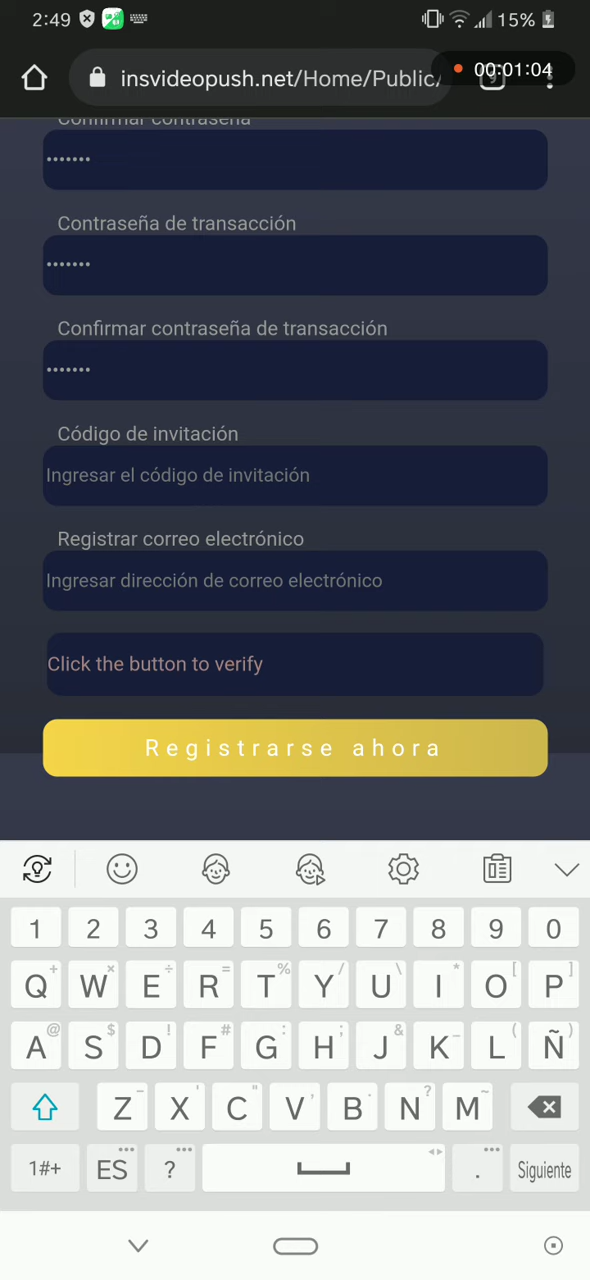 2:49 15%
insvideopush.net/Home/Public/ 00:01:04
Confirmar contraseña
•••••••
Contraseña de transacción
•••••••
Confirmar contraseña de transacción
•••••••
Código de invitación
Ingresar el código de invitación
Registrar correo electrónico
Ingresar dirección de correo electrónico
Click the button to verify
Registrarse ahora
1 2 3 4 5 6 7 8 9 0
+ × ÷ = % / \ * [ ]
Q W E R T Y U I O P
@ $ ! # : ; & _ ( )
A S D F G H J K L Ñ
- ' " , . ? ~
Z X C V B N M
1#+ ES ? . Siguiente